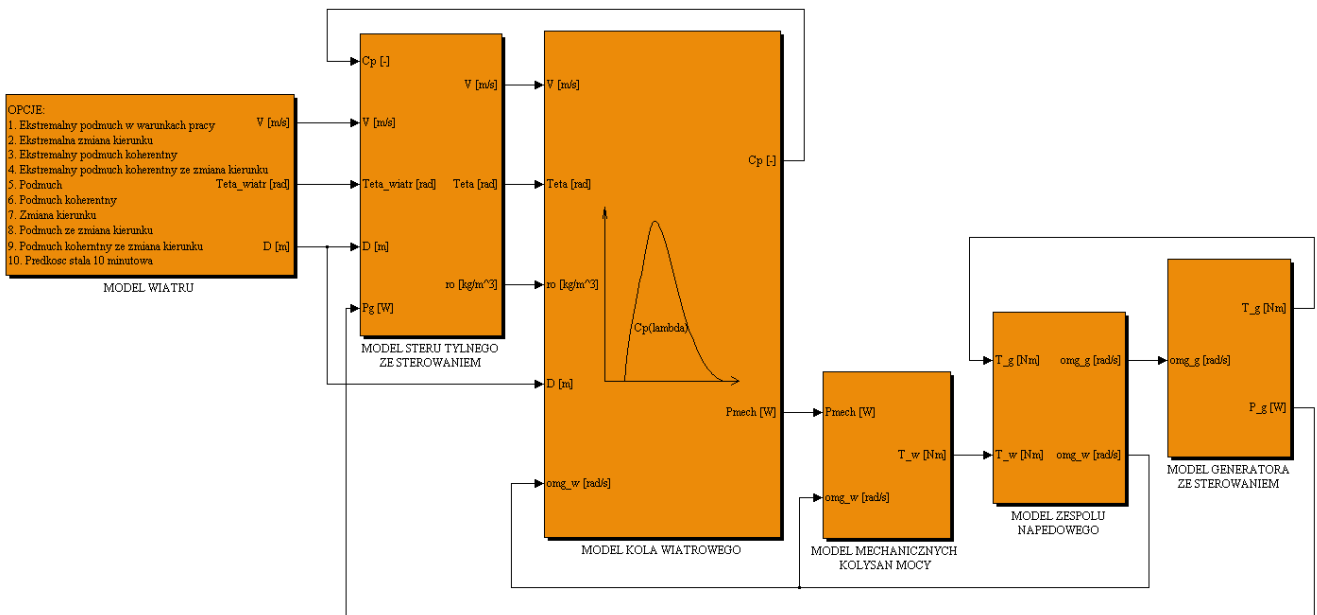 OPCJE:
1. Ekstremalny podmuch w warunkach pracy
2. Ekstremalna zmiana kierunku
3. Ekstremalny podmuch koherentny
4. Ekstremalny podmuch koherentny ze zmiana kierunku
5. Podmuch
6. Podmuch koherentny
7. Zmiana kierunku
8. Podmuch ze zmiana kierunku
9. Podmuch koherntny ze zmiana kierunku
10. Predkosc stala 10 minutowa
V [m/s]
Teta_wiatr [rad]
D [m]
MODEL WIATRU
Cp [-]
V [m/s]
Teta_wiatr [rad]
D [m]
Pg [W]
V [m/s]
Teta [rad]
ro [kg/m^3]
MODEL STERU TYLNEGO
ZE STEROWANIEM
V [m/s]
Teta [rad]
ro [kg/m^3]
D [m]
omg_w [rad/s]
Cp(lambda)
Cp [-]
Pmech [W]
MODEL KOLA WIATROWEGO
Pmech [W]
omg_w [rad/s]
T_w [Nm]
MODEL MECHANICZNYCH
KOLYSAN MOCY
T_g [Nm]
T_w [Nm]
omg_g [rad/s]
omg_w [rad/s]
MODEL ZESPOLU
NAPEDOWEGO
omg_g [rad/s]
T_g [Nm]
P_g [W]
MODEL GENERATORA
ZE STEROWANIEM